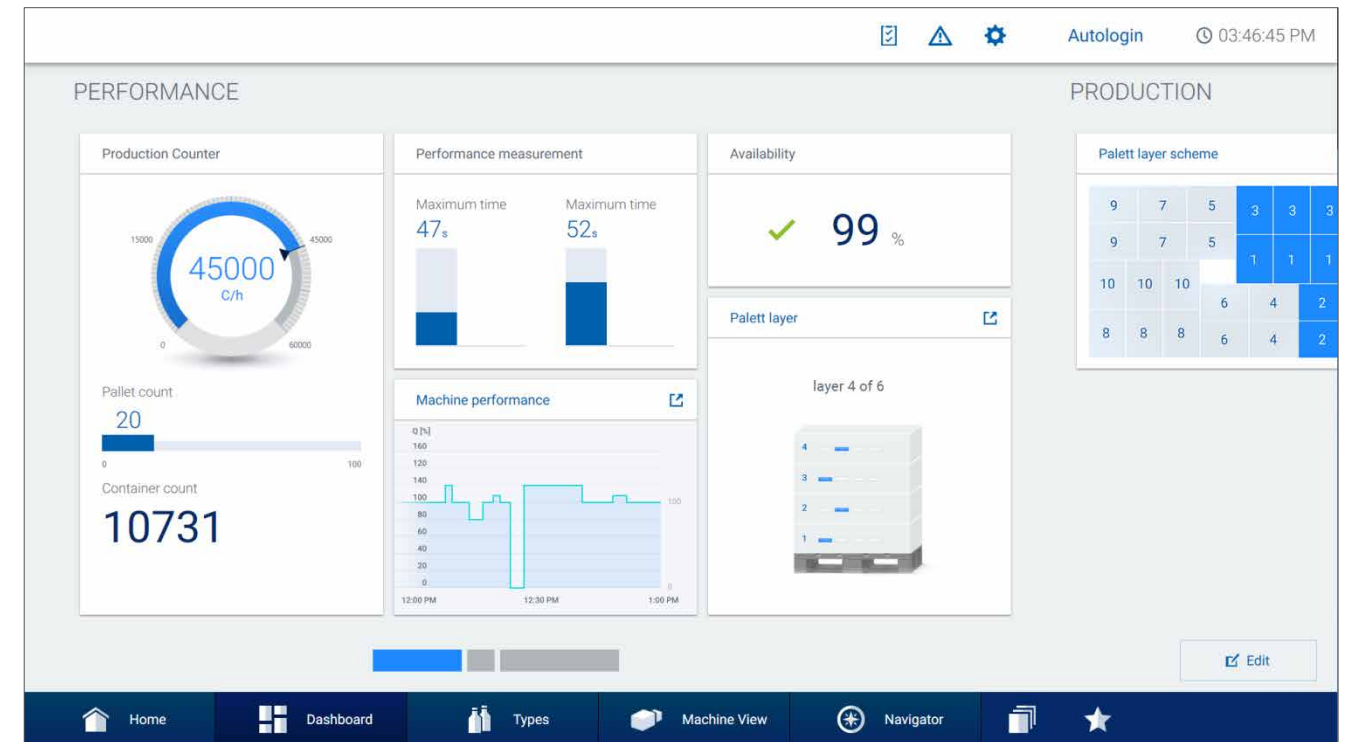 Autologin
03:46:45 PM
PERFORMANCE
PRODUCTION
Production Counter
15000
45000
45000
C/h
0
60000
Pallet count
20
0
100
Container count
10731
Performance measurement
Maximum time
47s
Maximum time
52s
Machine performance
Q [%]
160
120
140
100
80
60
40
20
0
100
0
12:00 PM
12:30 PM
1:00 PM
Availability
99 %
Palett layer
layer 4 of 6
4
3
2
1
Palett layer scheme
9 7 5 3 3 3
9 7 5
1 1 1
10 10 10
6 4 2
8 8 8
6 4 2
Edit
Home
Dashboard
Types
Machine View
Navigator